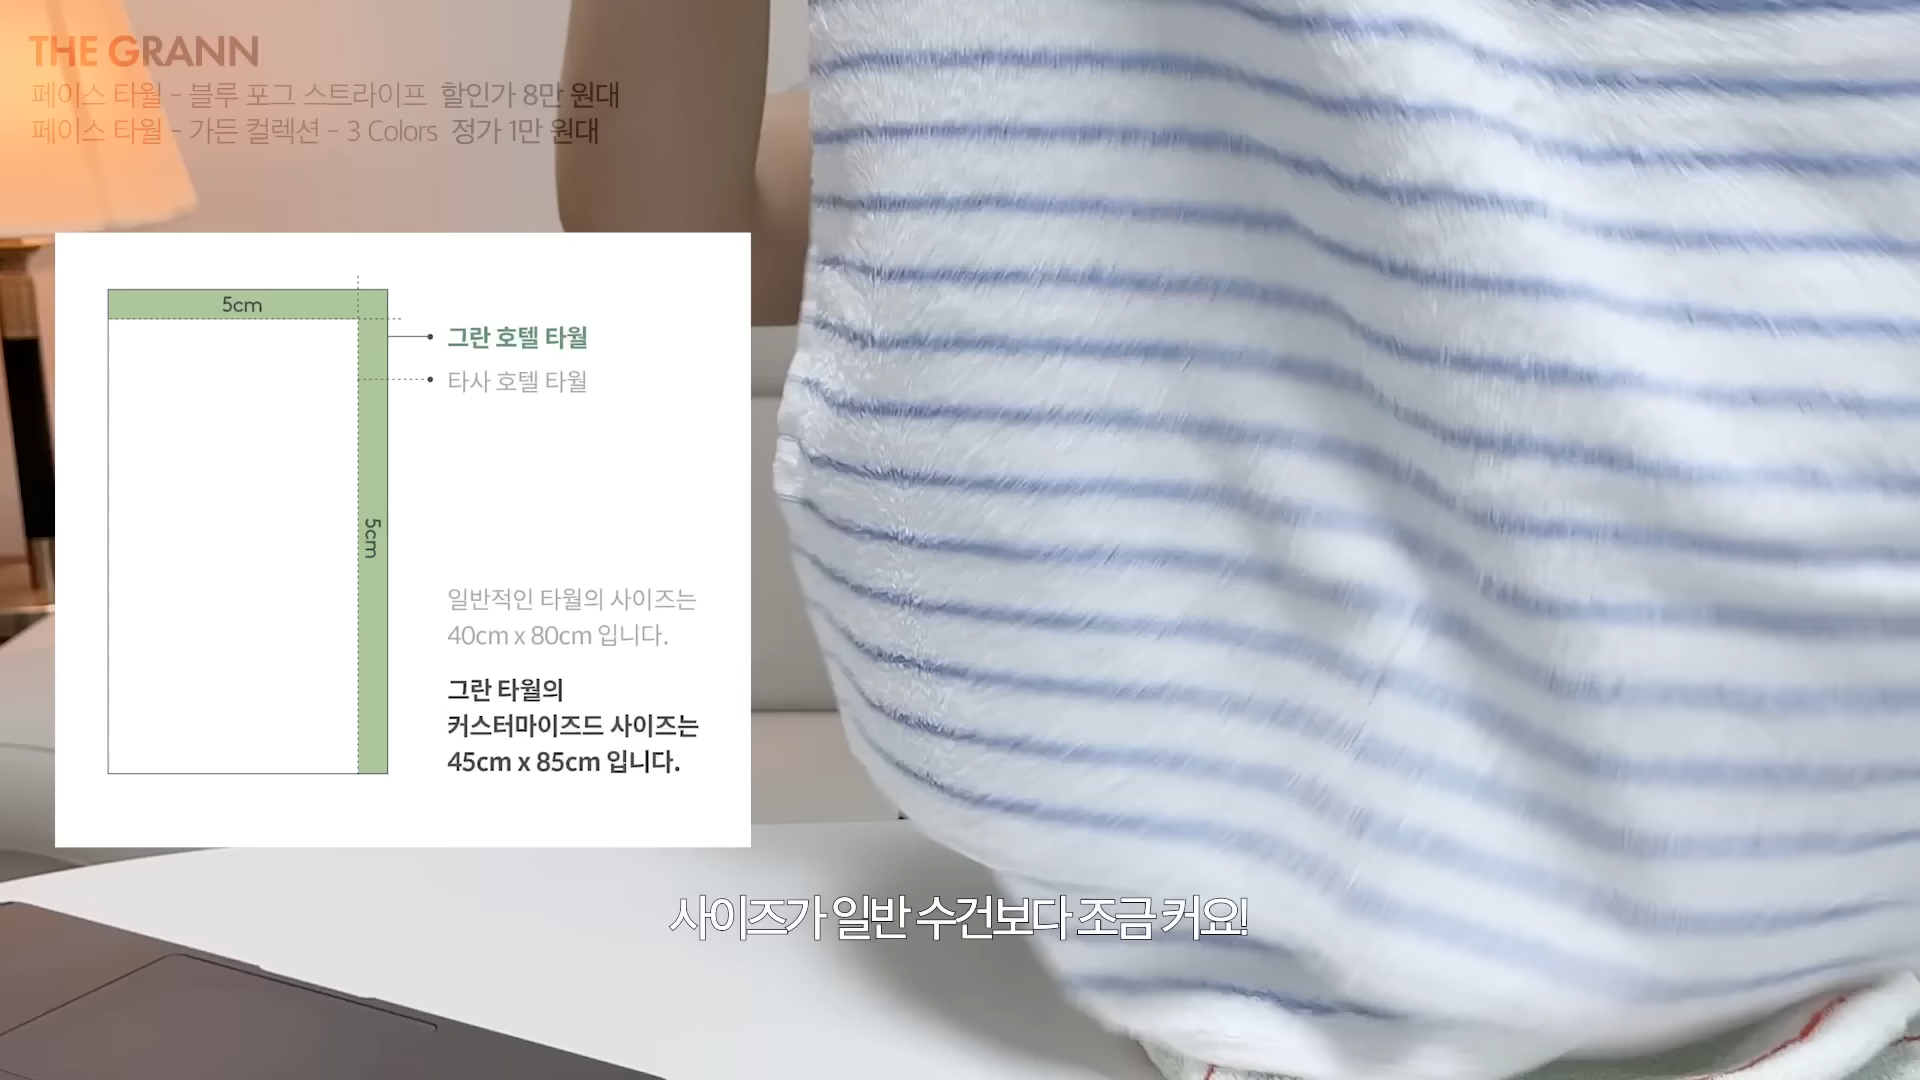 THE GRANN
페이스 타월 - 블루 포그 스트라이프 할인가 8만 원대
페이스 타월 - 가든 컬렉션 - 3 Colors 정가 1만 원대
5cm
그란 호텔 타월
타사 호텔 타월
5cm
일반적인 타월의 사이즈는
40cm x 80cm 입니다.
그란 타월의
커스터마이즈드 사이즈는
45cm x 85cm 입니다.
사이즈가 일반 수건보다 조금 커요!